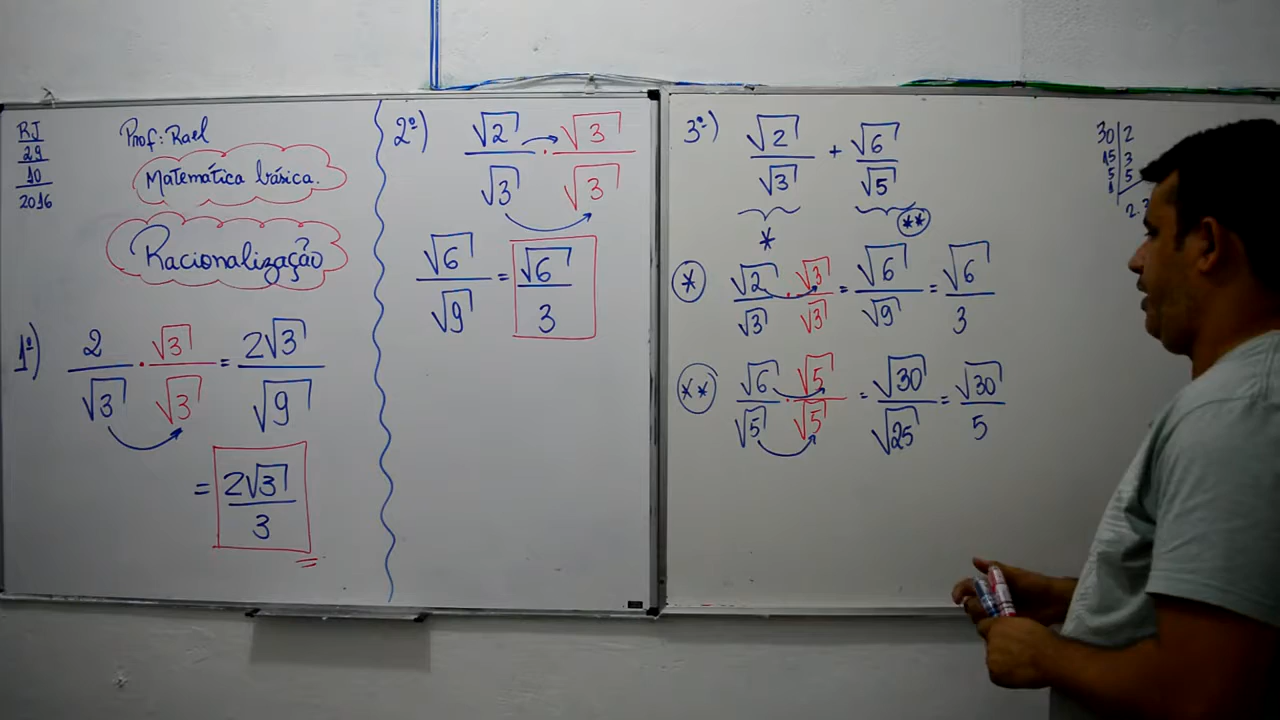 RJ
29
10
2016
Prof: Rael
Matemática básica.
Racionalização
1º) 2/√3 · √3/√3 = 2√3/√9
= 2√3/3
2º) √2/√3 · √3/√3
√6/√9 = √6/3
3º) √2/√3 + √6/√5
* **
* √2/√3 · √3/√3 = √6/√9 = √6/3
** √6/√5 · √5/√5 = √30/√25 = √30/5
30 | 2
15 | 3
5 | 5
1